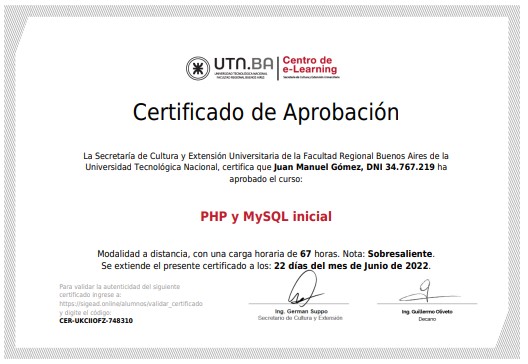 UTN.BA
UNIVERSIDAD TECNOLÓGICA NACIONAL
FACULTAD REGIONAL BUENOS AIRES
Centro de
e-Learning
Certificado de Aprobación
La Secretaría de Cultura y Extensión Universitaria de la Facultad Regional Buenos Aires de la
Universidad Tecnológica Nacional, certifica que Juan Manuel Gómez, DNI 34.767.219 ha
aprobado el curso:
PHP y MySQL inicial
Modalidad a distancia, con una carga horaria de 67 horas. Nota: Sobresaliente.
Se extiende el presente certificado a los: 22 días del mes de Junio de 2022.
Para validar la autenticidad del siguiente
certificado ingrese a:
https://sigead.online/alumnos/validar_certificado
y digite el código:
CER-UKCIIOFZ-748310
Ing. German Suppo
Secretario de Cultura y Extensión
Ing. Guillermo Oliveto
Decano